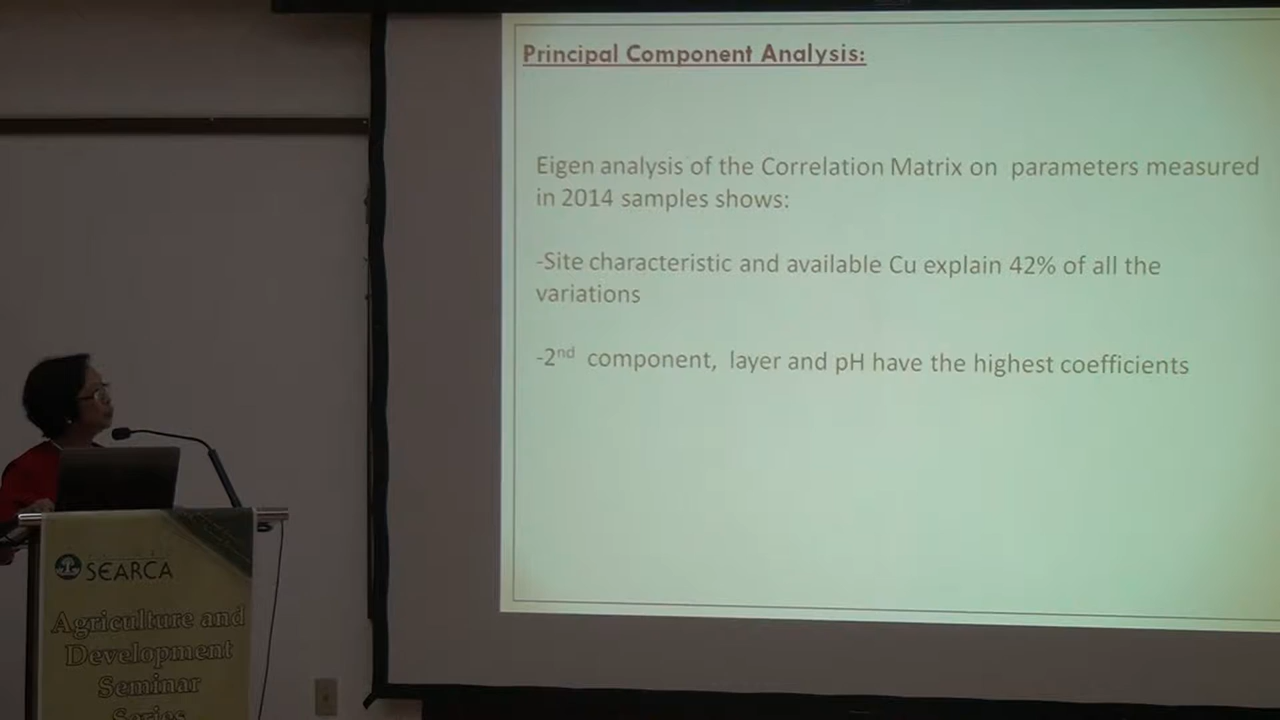 Principal Component Analysis:
Eigen analysis of the Correlation Matrix on parameters measured
in 2014 samples shows:
-Site characteristic and available Cu explain 42% of all the
variations
-2nd component, layer and pH have the highest coefficients
SEARCA
Agriculture and
Development
Seminar
Series